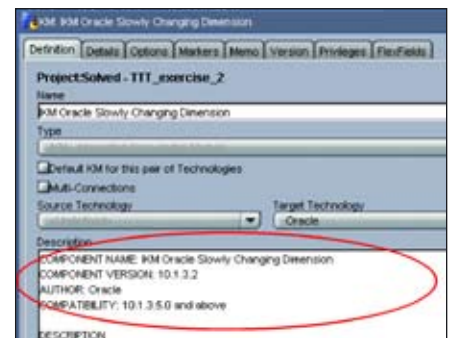 KM: IKM Oracle Slowly Changing Dimension
Definition Details Options Markers Memo Version Privileges FlexFields
Project:Solved - TTT_exercise_2
Name
IKM Oracle Slowly Changing Dimension
Type
Default KM for this pair of Technologies
Multi-Connections
Source Technology Target Technology
Oracle
Description
COMPONENT NAME: IKM Oracle Slowly Changing Dimension
COMPONENT VERSION: 10.1.3.2
AUTHOR: Oracle
COMPATIBILITY: 10.1.3.5.0 and above
DESCRIPTION